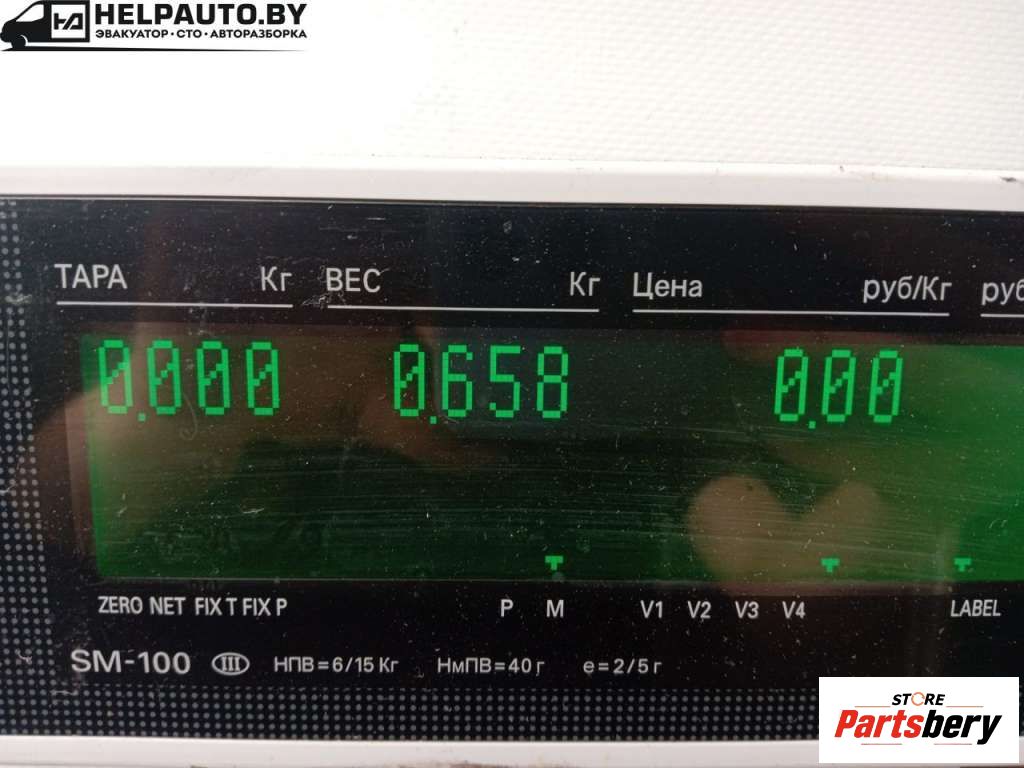 HELPAUTO.BY
ЭВАКУАТОР · СТО · АВТОРАЗБОРКА
ТАРА Кг ВЕС Кг Цена руб/Кг руб
0.000 0.658 0.00
ZERO NET FIX T FIX P P M V1 V2 V3 V4 LABEL
SM-100 III НПВ=6/15 Кг НмПВ=40 г e=2/5 г
STORE
Partsbery